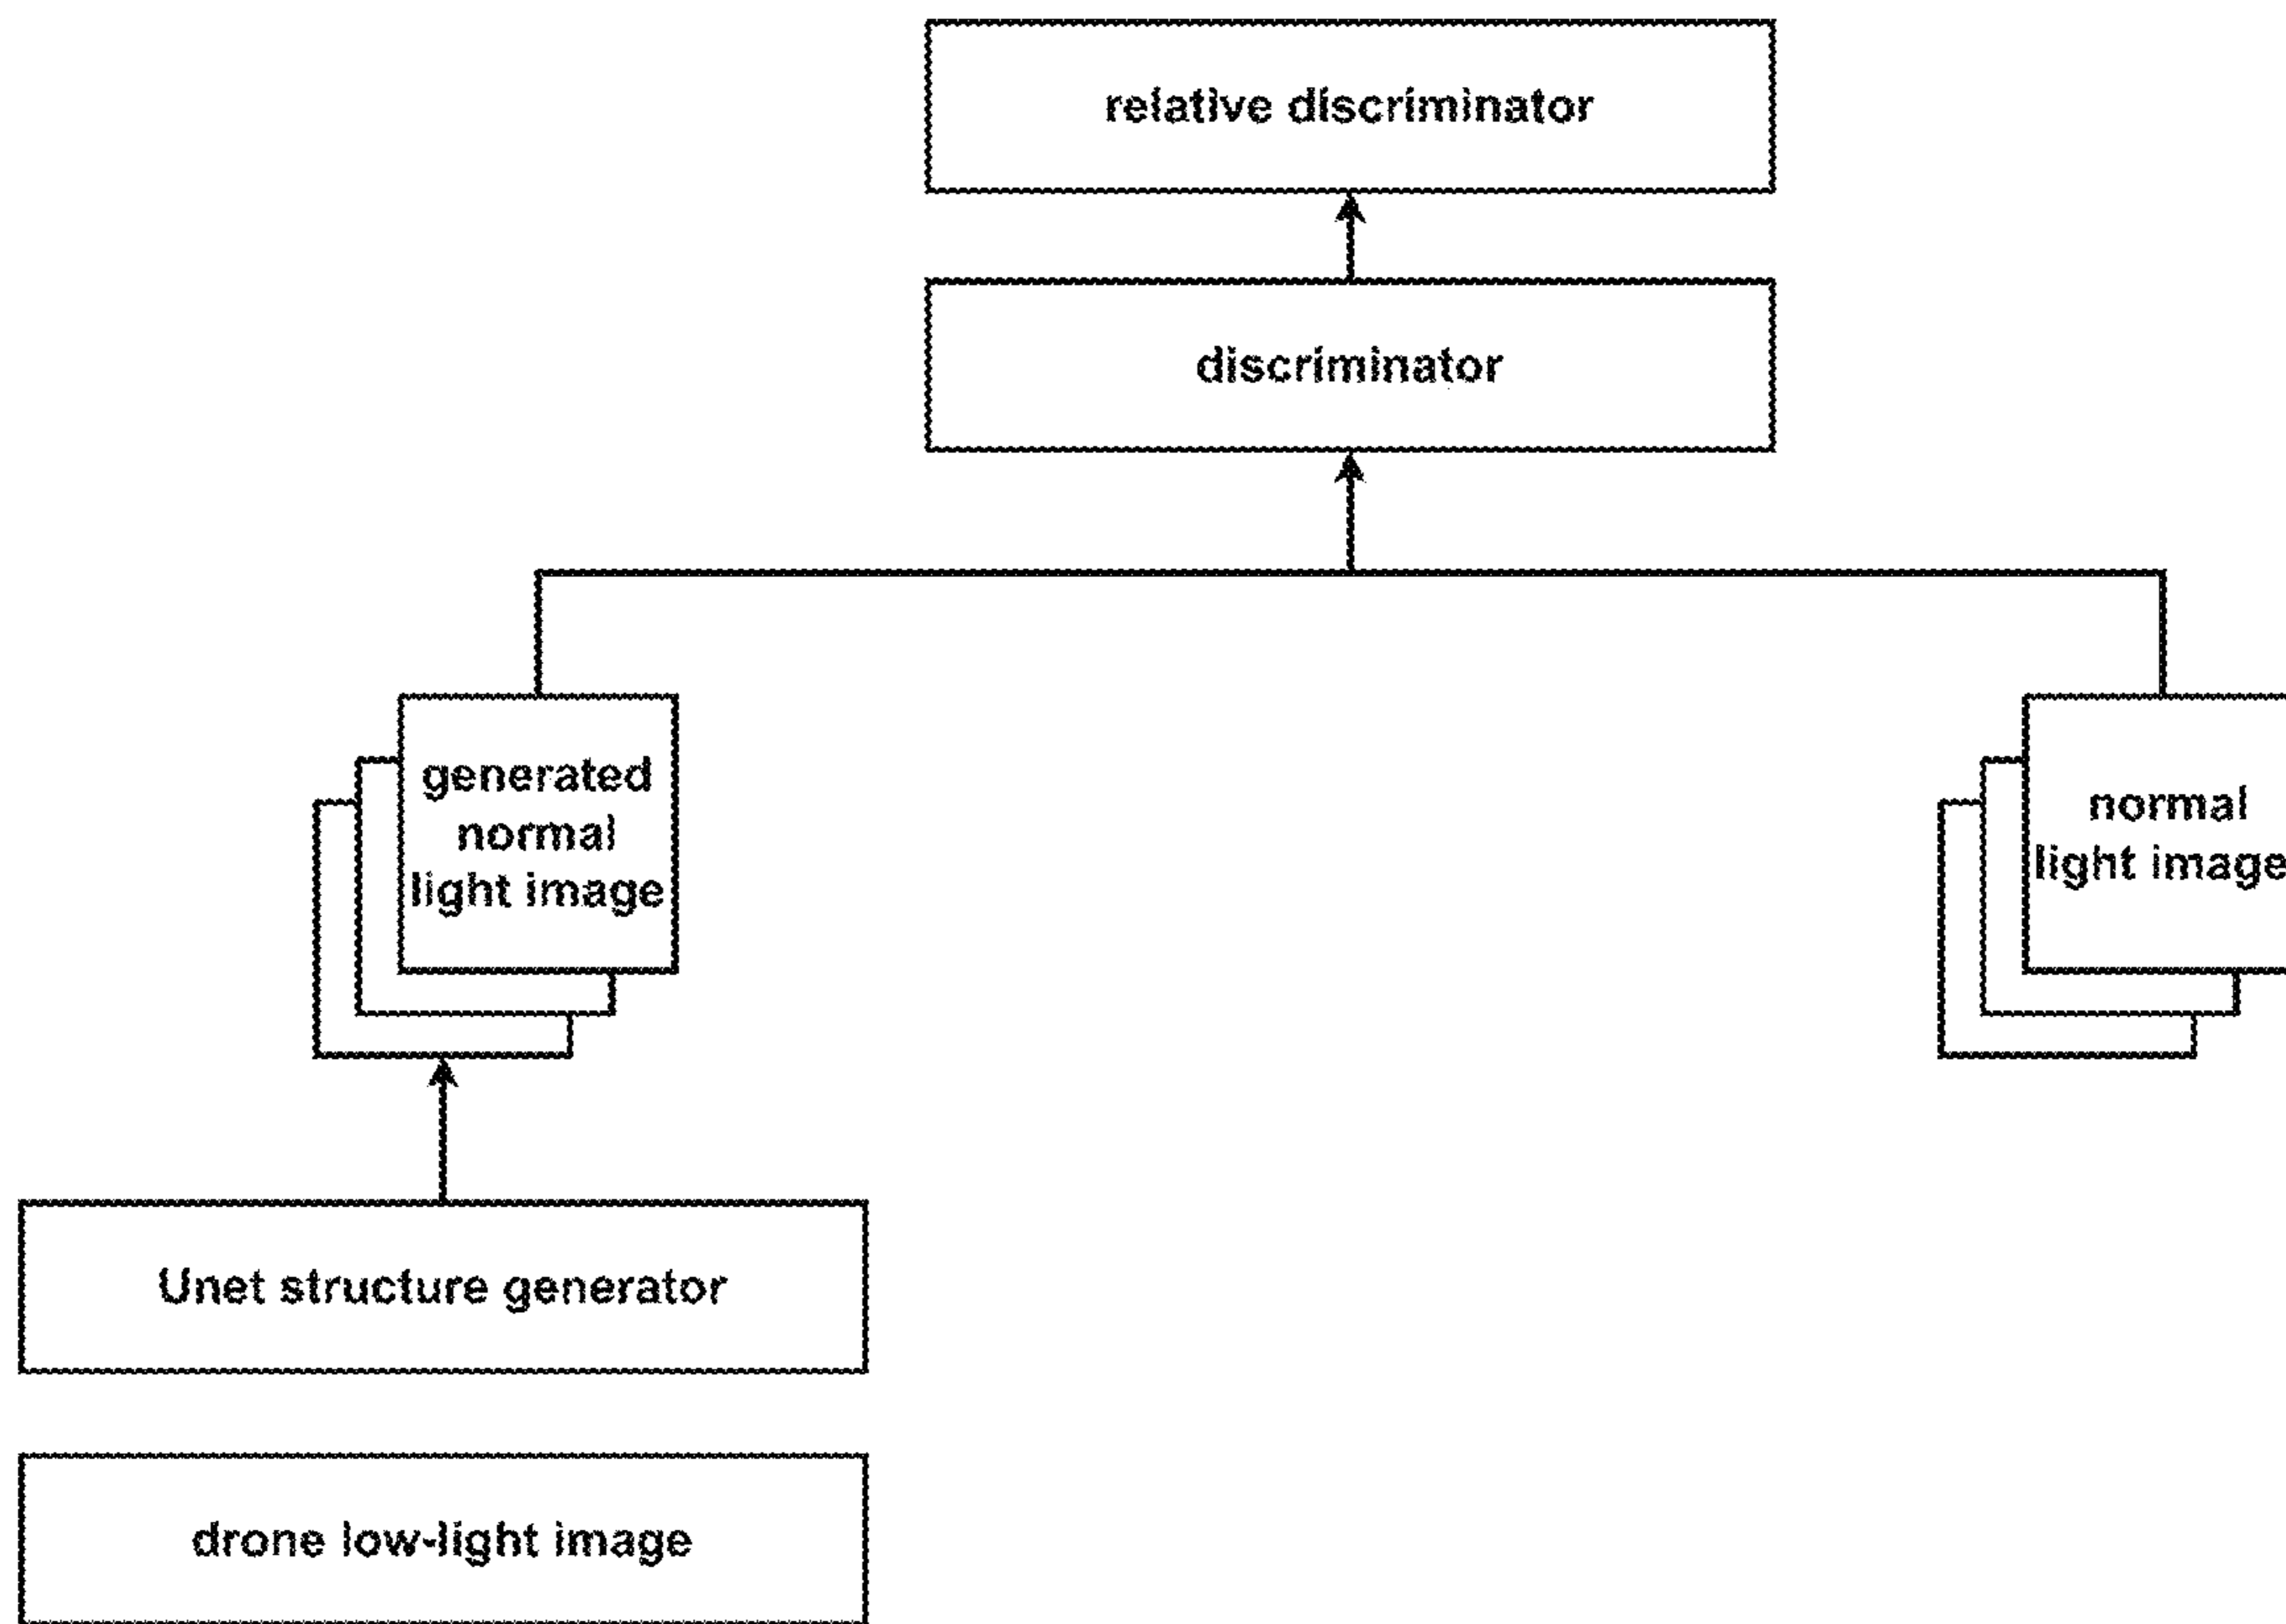 relative discriminator
discriminator
generated
normal
light image
normal
light image
Unet structure generator
drone low-light image